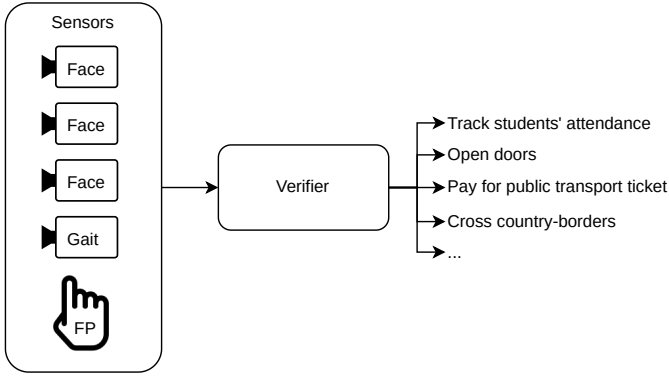 Sensors
Face
Face
Face
Gait
FP
Verifier
Track students' attendance
Open doors
Pay for public transport ticket
Cross country-borders
...